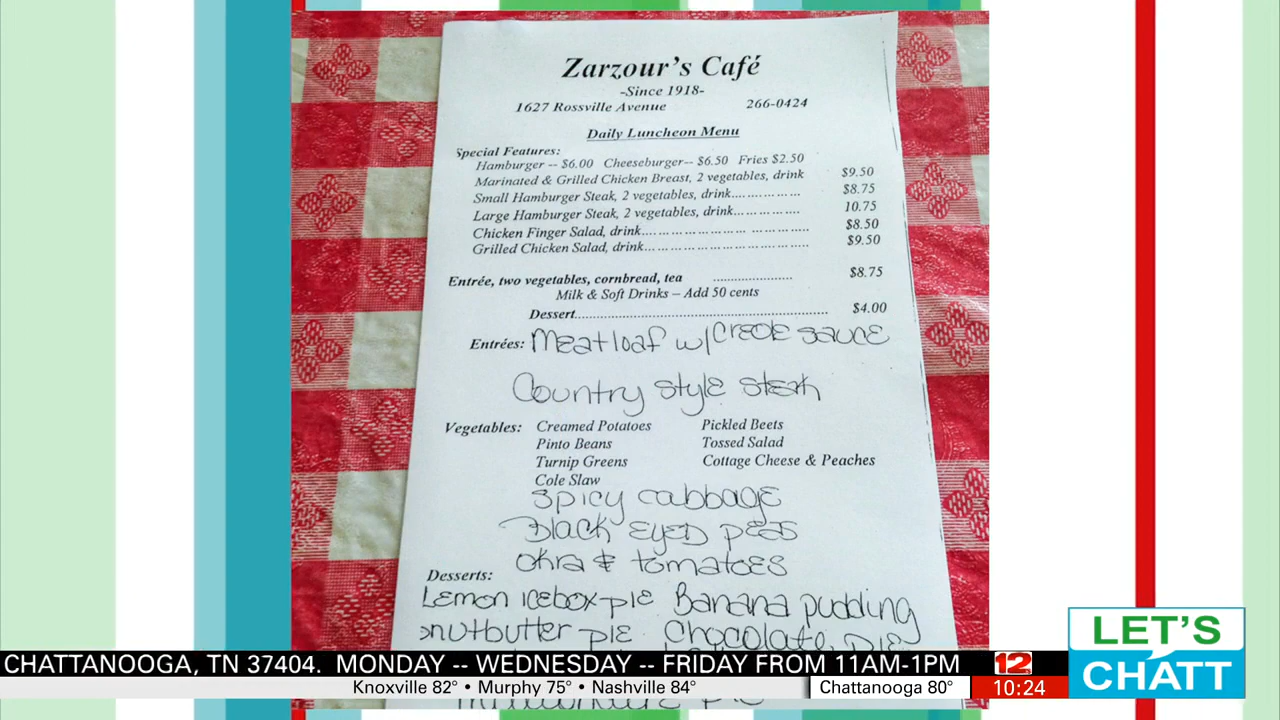 Zarzour's Café
-Since 1918-
1627 Rossville Avenue 266-0424
Daily Luncheon Menu
Special Features:
Hamburger -- $6.00 Cheeseburger-- $6.50 Fries $2.50
Marinated & Grilled Chicken Breast, 2 vegetables, drink $9.50
Small Hamburger Steak, 2 vegetables, drink.... ... ... ... $8.75
Large Hamburger Steak, 2 vegetables, drink... ... ... ... .... 10.75
Chicken Finger Salad, drink.... ... ... ... ... ... ... ... ... ..... $8.50
Grilled Chicken Salad, drink... ... ... ... ... ... ... ... ... ..... $9.50
Entrée, two vegetables, cornbread, tea ...................... $8.75
Milk & Soft Drinks – Add 50 cents
Dessert.......................................................... $4.00
Entrées: Meatloaf w/Creole sauce
Country style steak
Vegetables: Creamed Potatoes Pickled Beets
Pinto Beans Tossed Salad
Turnip Greens Cottage Cheese & Peaches
Cole Slaw
Spicy cabbage
Black EyED pEas
Okra & tomatoes
Desserts:
Lemon icebox pie Banana pudding
nutbutter pie Chocolate pie
CHATTANOOGA, TN 37404. MONDAY -- WEDNESDAY -- FRIDAY FROM 11AM-1PM
Knoxville 82° • Murphy 75° • Nashville 84° Chattanooga 80°
12
10:24
LET'S
CHATT